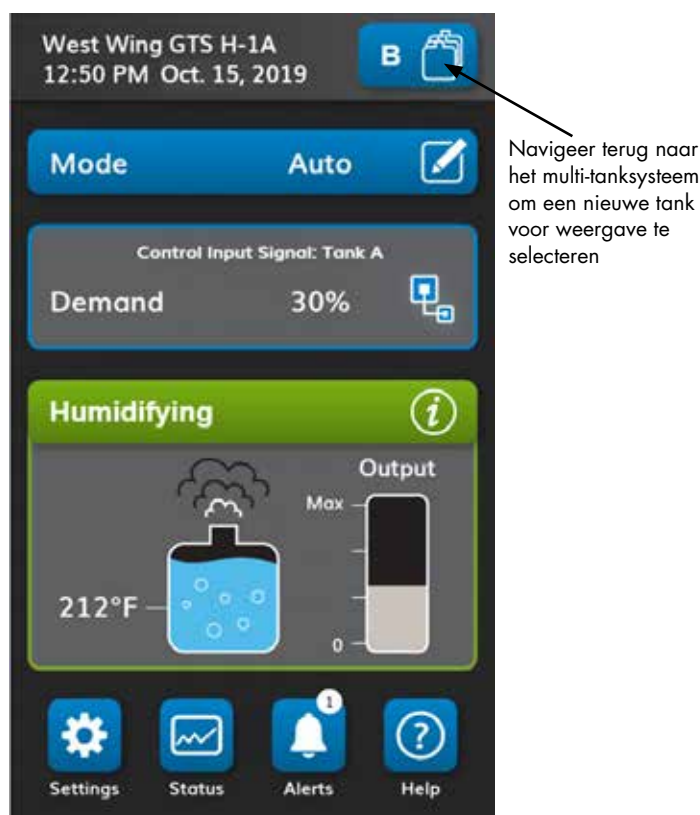 West Wing GTS H-1A
12:50 PM Oct. 15, 2019
B
Navigeer terug naar
het multi-tanksysteem
om een nieuwe tank
voor weergave te
selecteren
Mode Auto
Control Input Signal: Tank A
Demand 30%
Humidifying
i
Output
Max
212°F
0
1
?
Settings Status Alerts Help